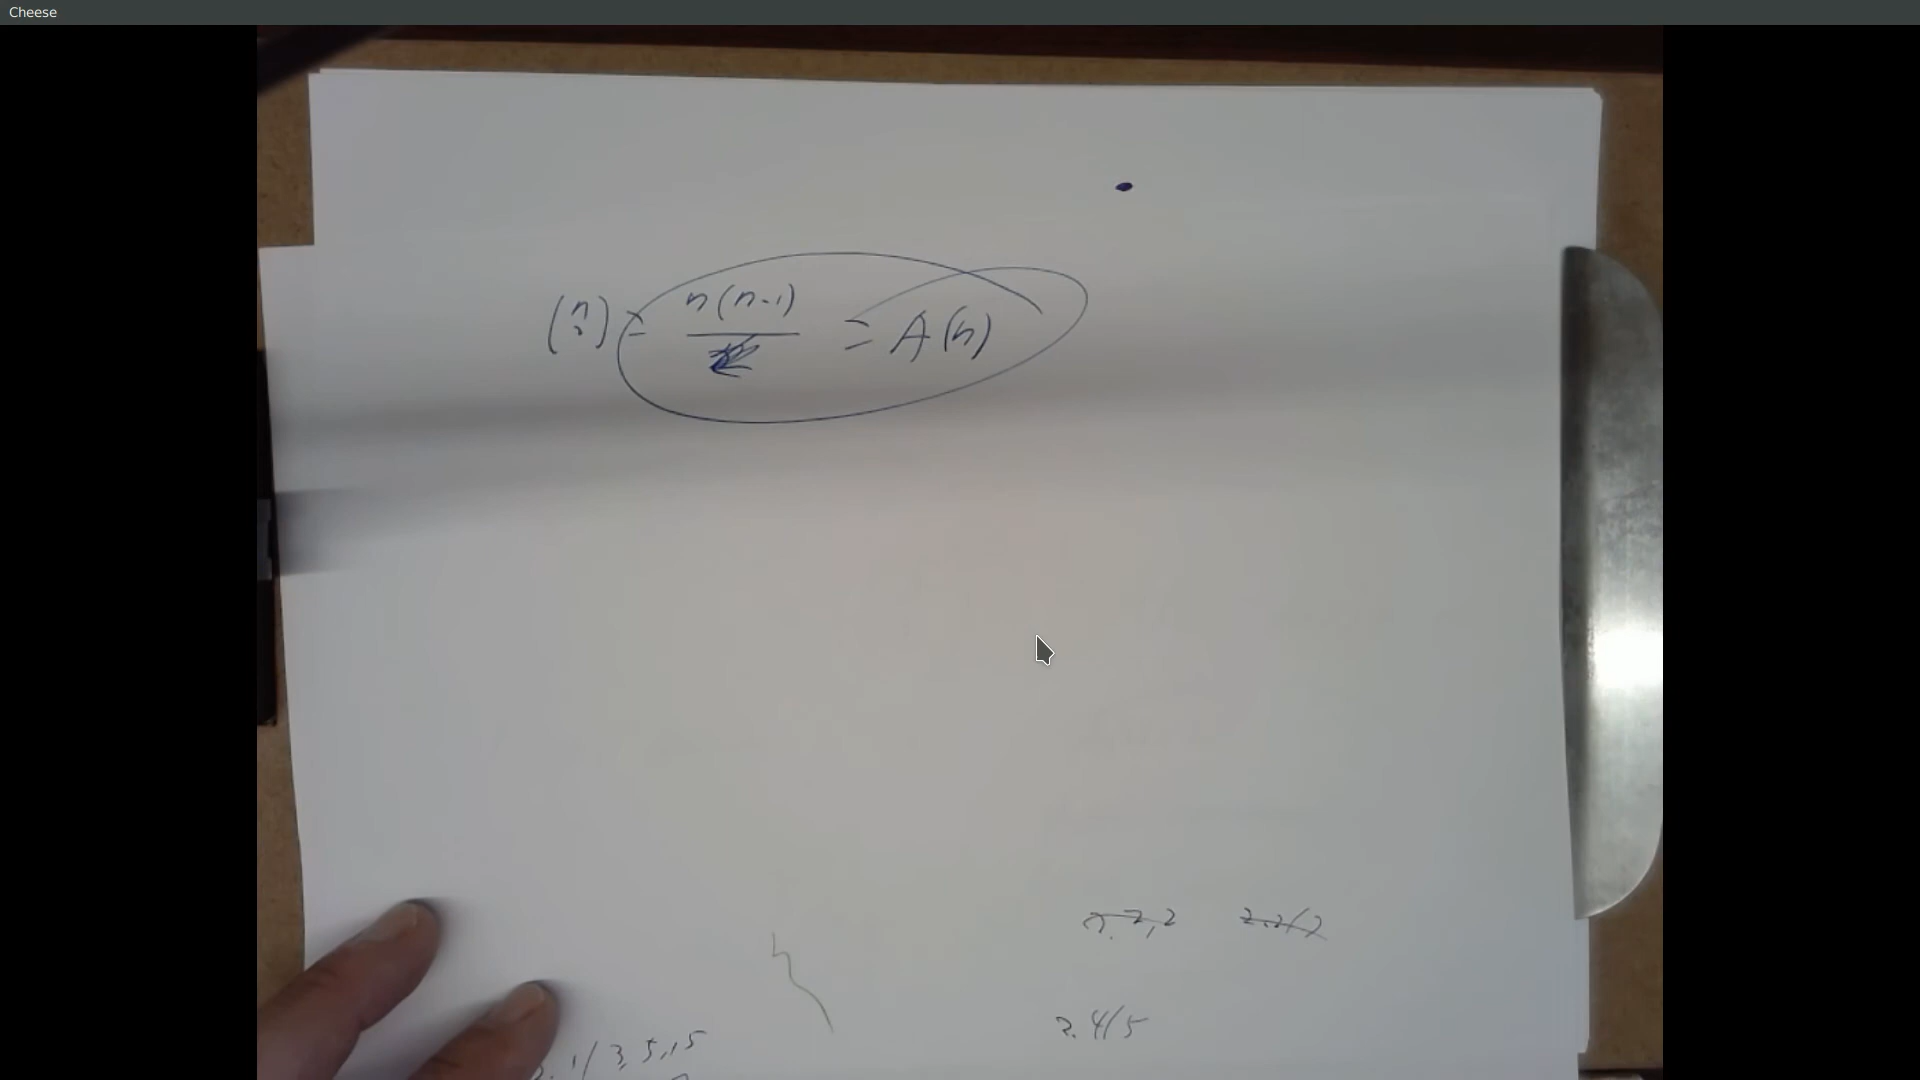 Cheese
(n 2) = n(n-1) / 2 = A(n)
2.4/5
1/3,5,15